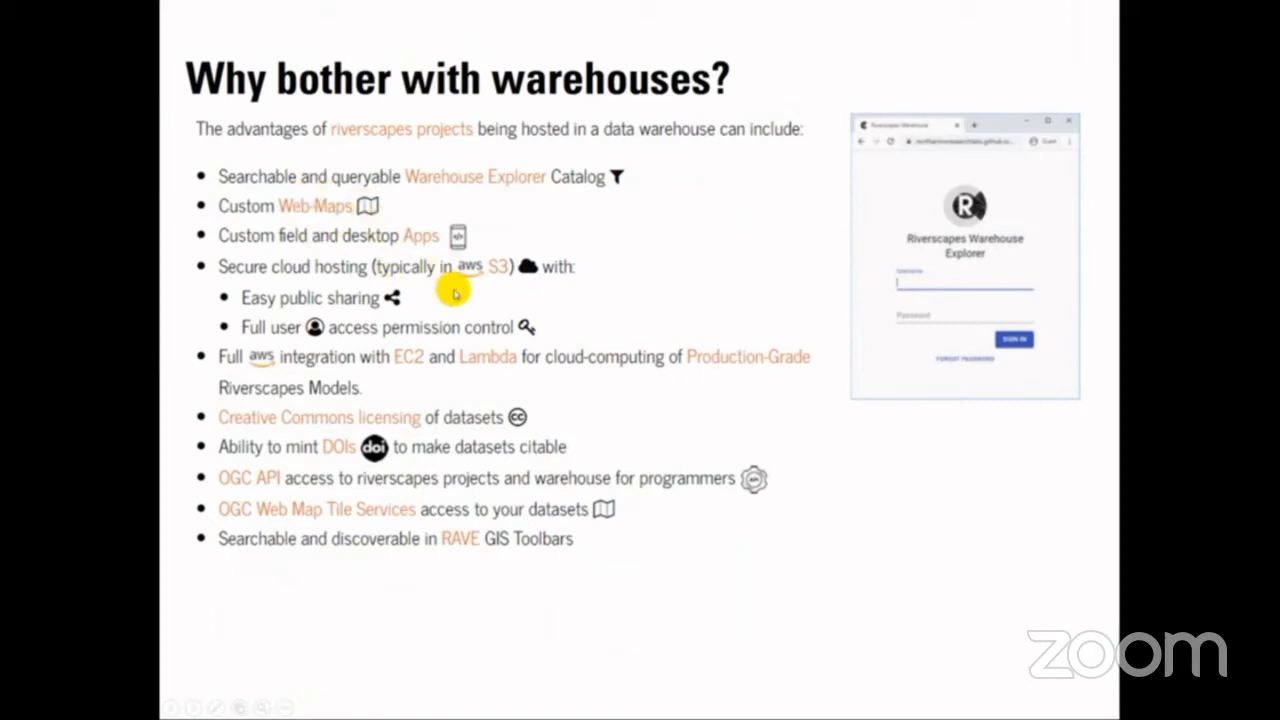 Why bother with warehouses?
The advantages of riverscapes projects being hosted in a data warehouse can include:
• Searchable and queryable Warehouse Explorer Catalog
• Custom Web-Maps
• Custom field and desktop Apps
• Secure cloud hosting (typically in aws S3) with:
• Easy public sharing
• Full user access permission control
• Full aws integration with EC2 and Lambda for cloud-computing of Production-Grade
Riverscapes Models.
• Creative Commons licensing of datasets
• Ability to mint DOIs doi to make datasets citable
• OGC API access to riverscapes projects and warehouse for programmers
• OGC Web Map Tile Services access to your datasets
• Searchable and discoverable in RAVE GIS Toolbars
Riverscapes Warehouse
Guest
R
Riverscapes Warehouse
Explorer
Username
Password
SIGN IN
FORGOT PASSWORD
zoom